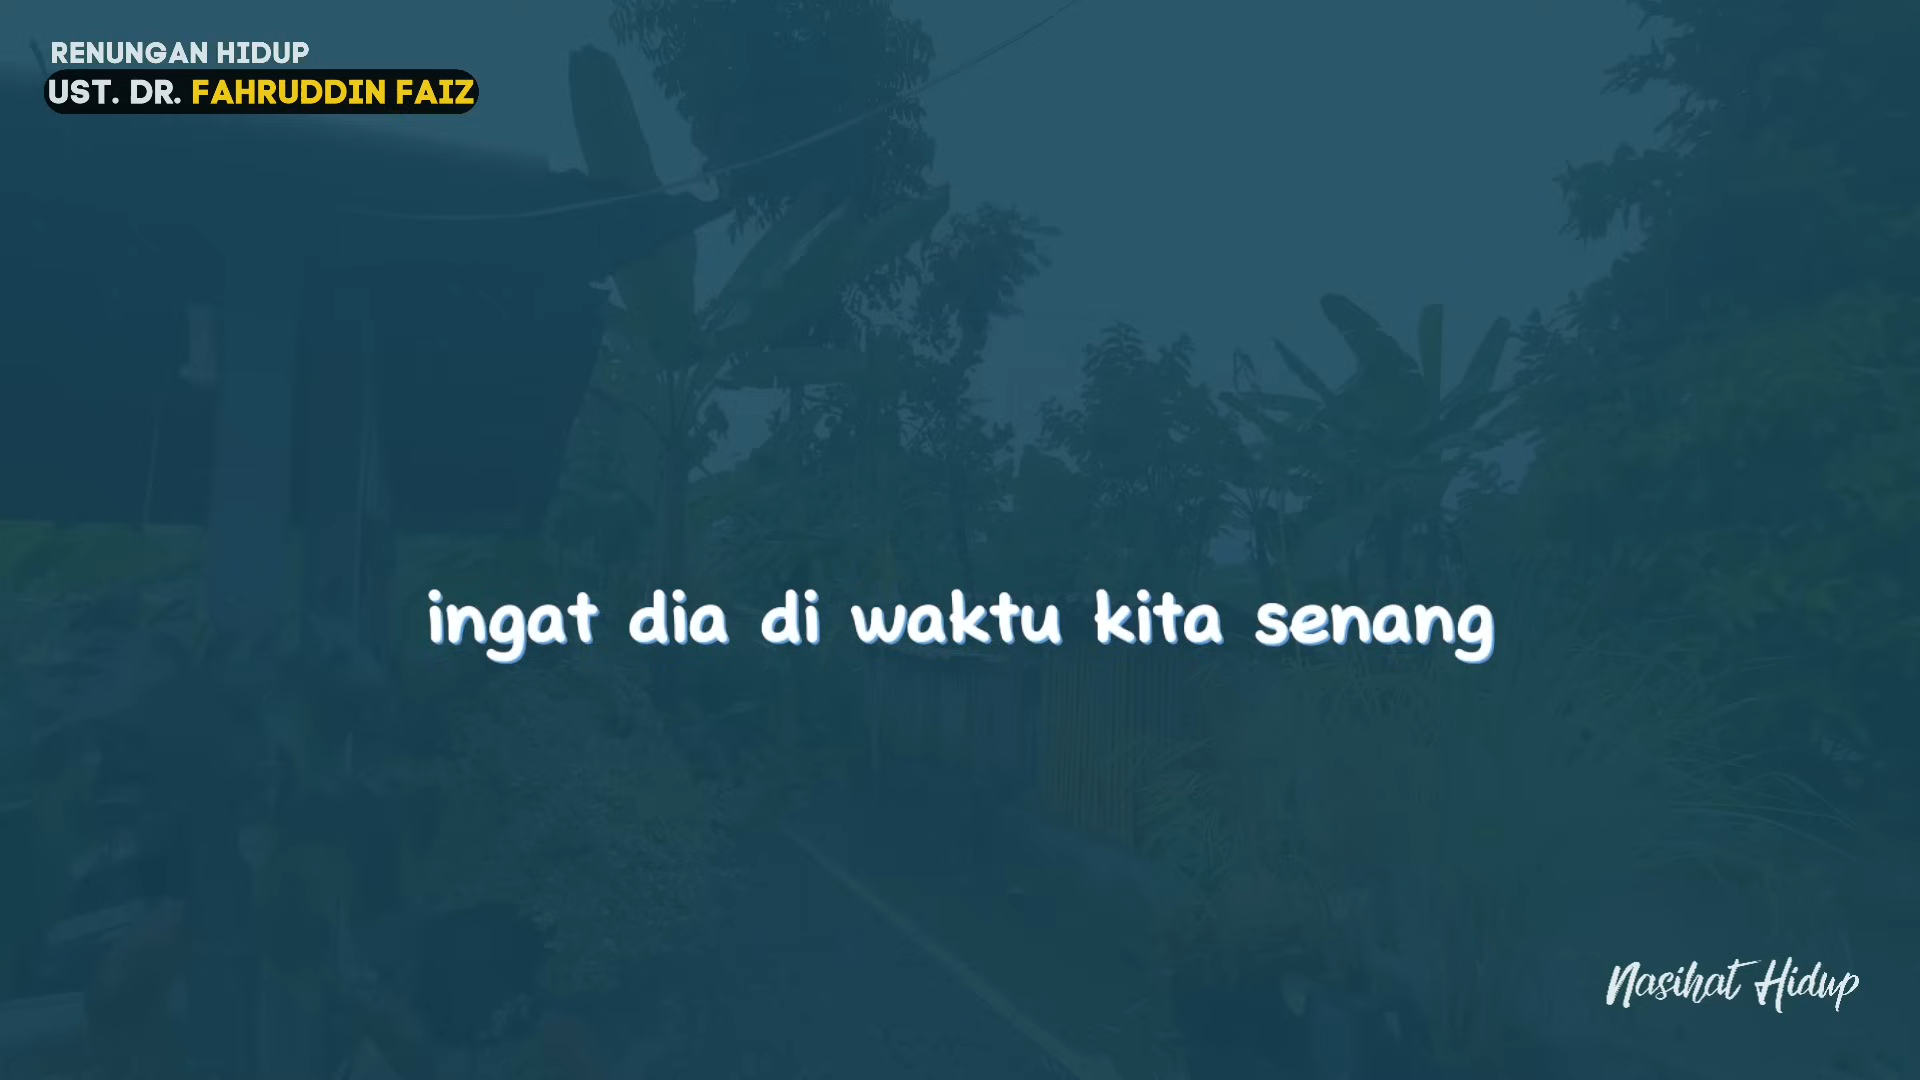 RENUNGAN HIDUP
UST. DR. FAHRUDDIN FAIZ
ingat dia di waktu kita senang
Nasihat Hidup